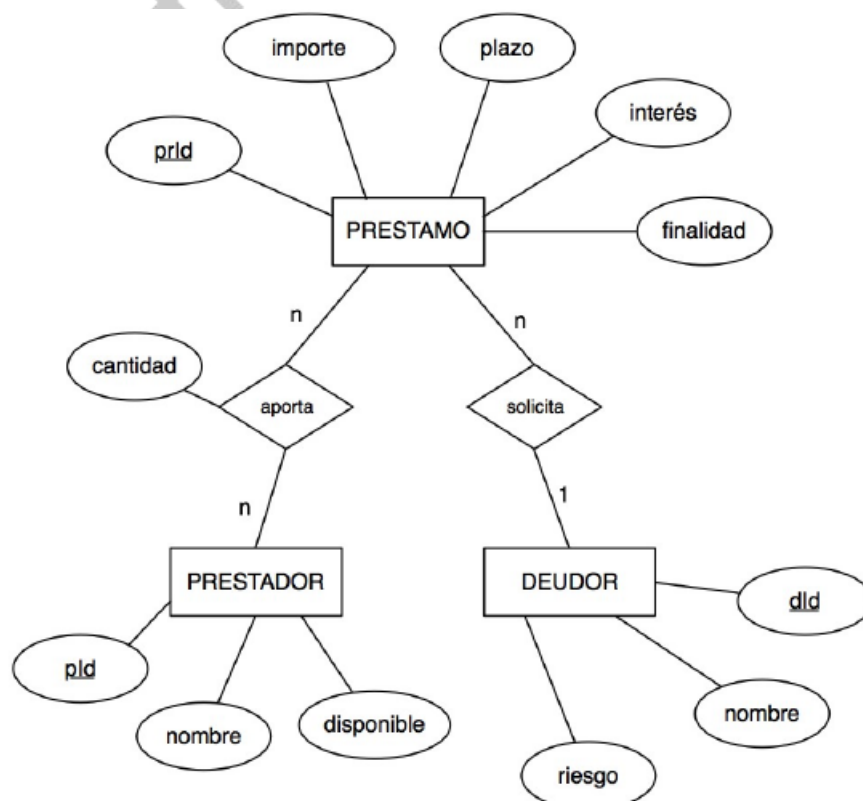 importe
plazo
interés
prId
PRESTAMO
finalidad
n
n
cantidad
aporta
solicita
n
1
PRESTADOR
DEUDOR
dId
pId
nombre
disponible
nombre
riesgo